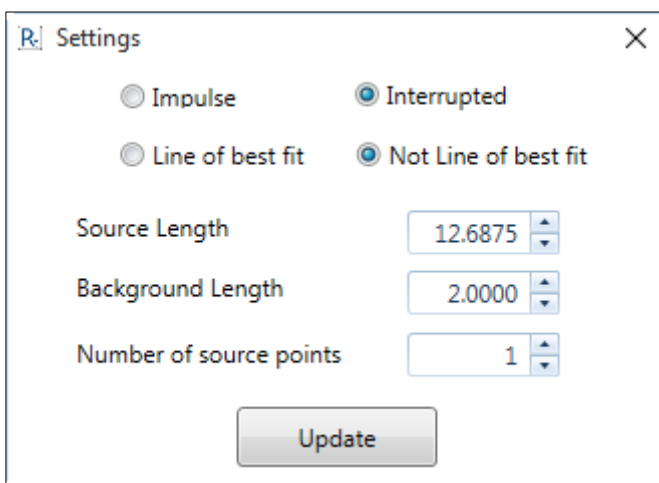 R Settings
Impulse Interrupted
Line of best fit Not Line of best fit
Source Length 12.6875
Background Length 2.0000
Number of source points 1
Update